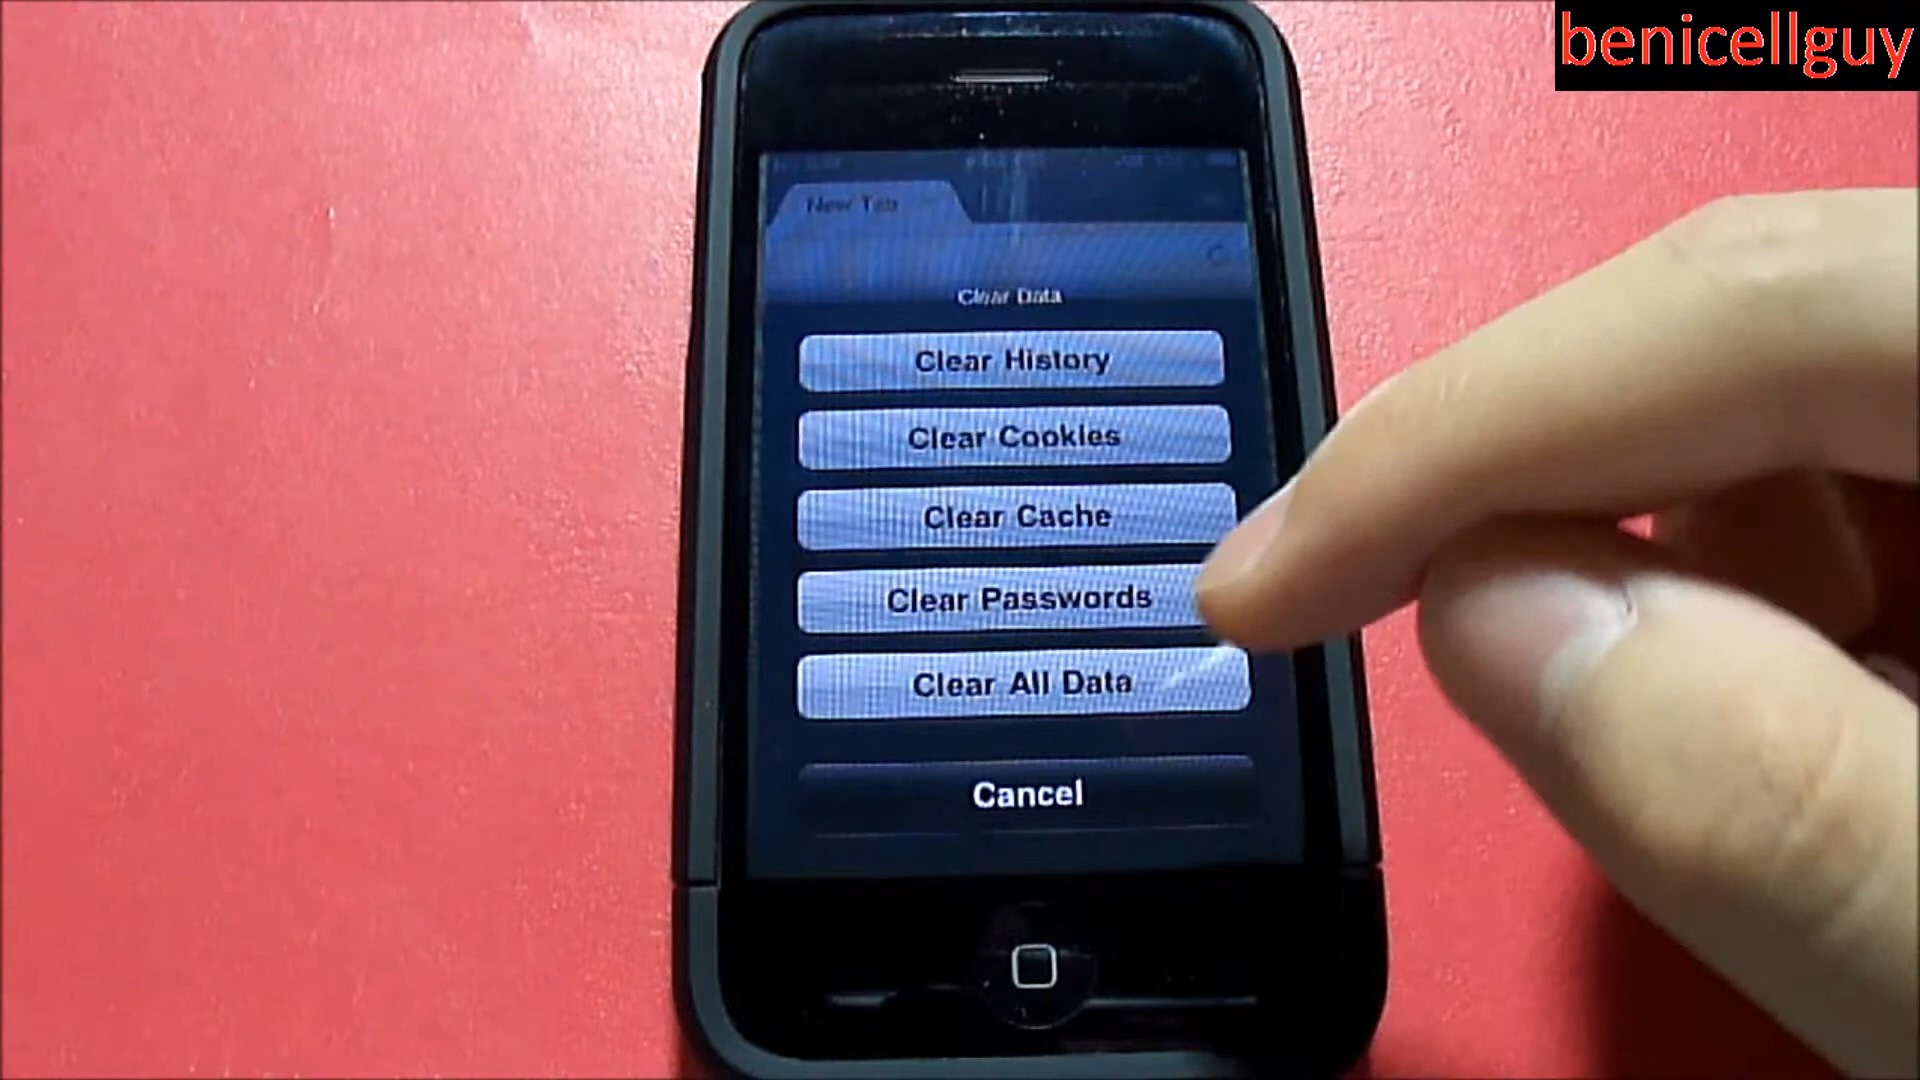 benicellguy
New Tab
Clear Data
Clear History
Clear Cookies
Clear Cache
Clear Passwords
Clear All Data
Cancel